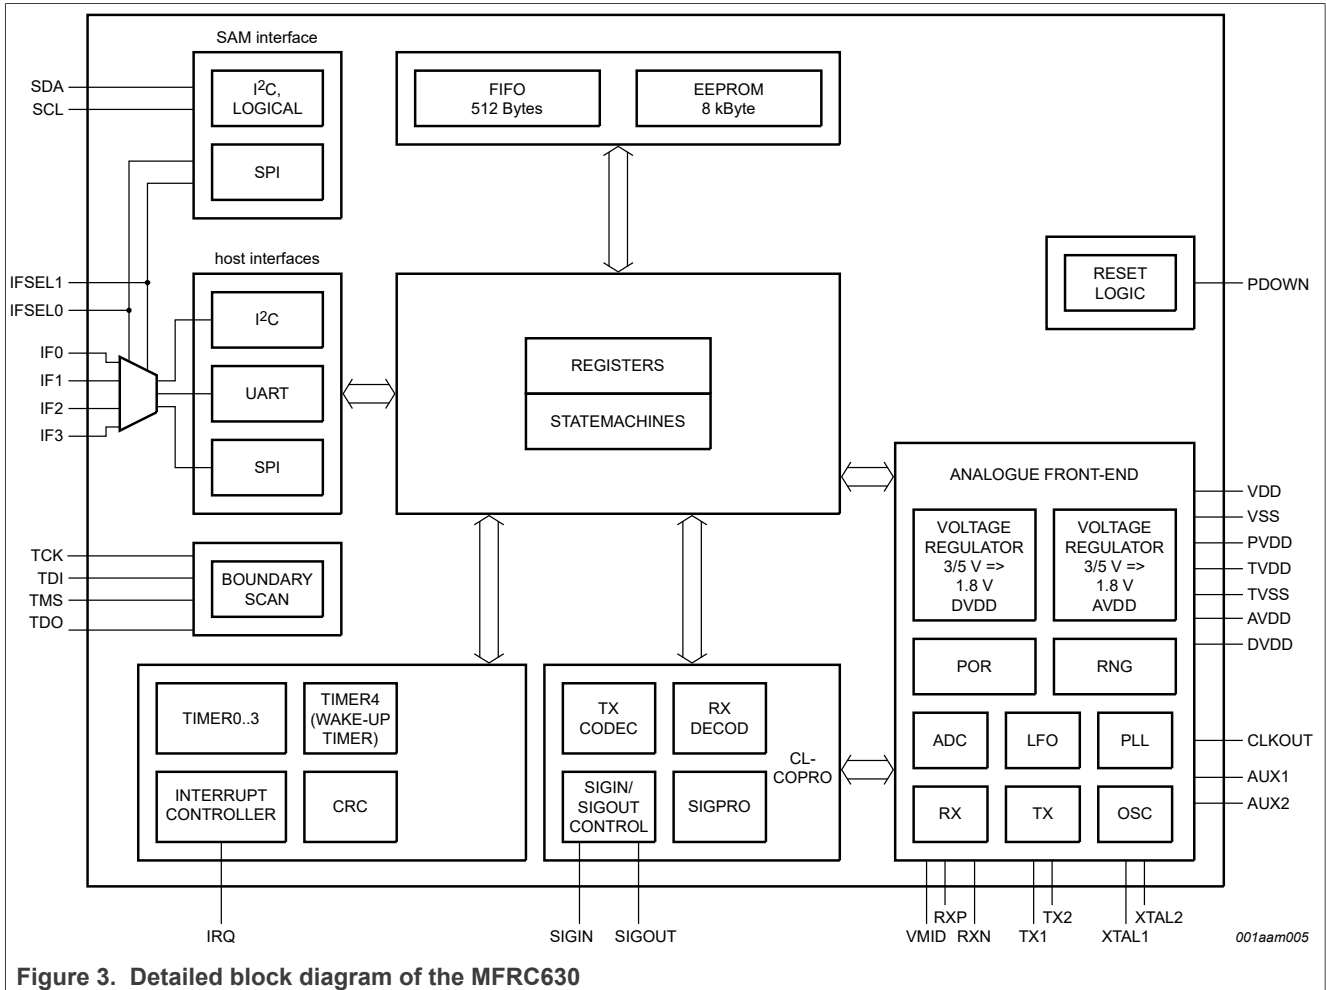 SAM interface
SDA
SCL
I2C,
LOGICAL
SPI
FIFO
512 Bytes
EEPROM
8 kByte
IFSEL1
IFSEL0
IF0
IF1
IF2
IF3
host interfaces
I2C
UART
SPI
REGISTERS
STATEMACHINES
RESET
LOGIC
PDOWN
TCK
TDI
TMS
TDO
BOUNDARY
SCAN
ANALOGUE FRONT-END
VOLTAGE
REGULATOR
3/5 V =>
1.8 V
DVDD
VOLTAGE
REGULATOR
3/5 V =>
1.8 V
AVDD
POR
RNG
ADC
LFO
PLL
RX
TX
OSC
VDD
VSS
PVDD
TVDD
TVSS
AVDD
DVDD
CLKOUT
AUX1
AUX2
TIMER0..3
TIMER4
(WAKE-UP
TIMER)
INTERRUPT
CONTROLLER
CRC
TX
CODEC
RX
DECOD
SIGIN/
SIGOUT
CONTROL
SIGPRO
CL-
COPRO
IRQ
SIGIN
SIGOUT
VMID
RXP
RXN
TX1
TX2
XTAL1
XTAL2
001aam005
Figure 3. Detailed block diagram of the MFRC630